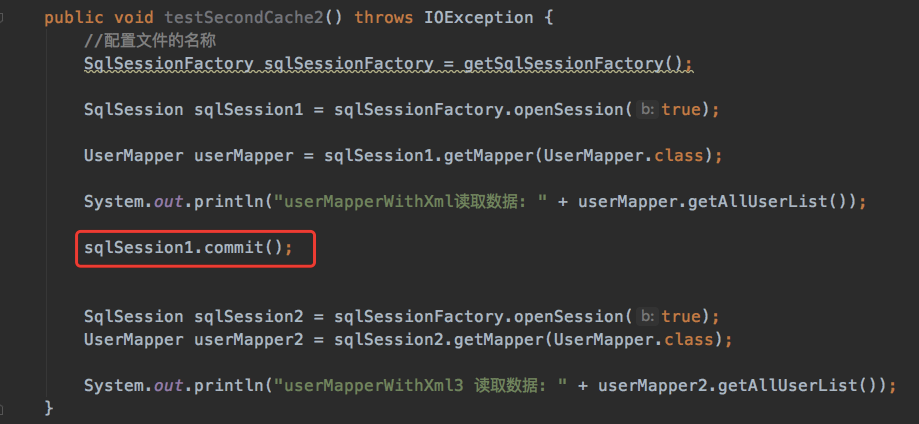 public void testSecondCache2() throws IOException {
//配置文件的名称
SqlSessionFactory sqlSessionFactory = getSqlSessionFactory();
SqlSession sqlSession1 = sqlSessionFactory.openSession( b: true);
UserMapper userMapper = sqlSession1.getMapper(UserMapper.class);
System.out.println("userMapperWithXml读取数据: " + userMapper.getAllUserList());
sqlSession1.commit();
SqlSession sqlSession2 = sqlSessionFactory.openSession( b: true);
UserMapper userMapper2 = sqlSession2.getMapper(UserMapper.class);
System.out.println("userMapperWithXml3 读取数据: " + userMapper2.getAllUserList());
}